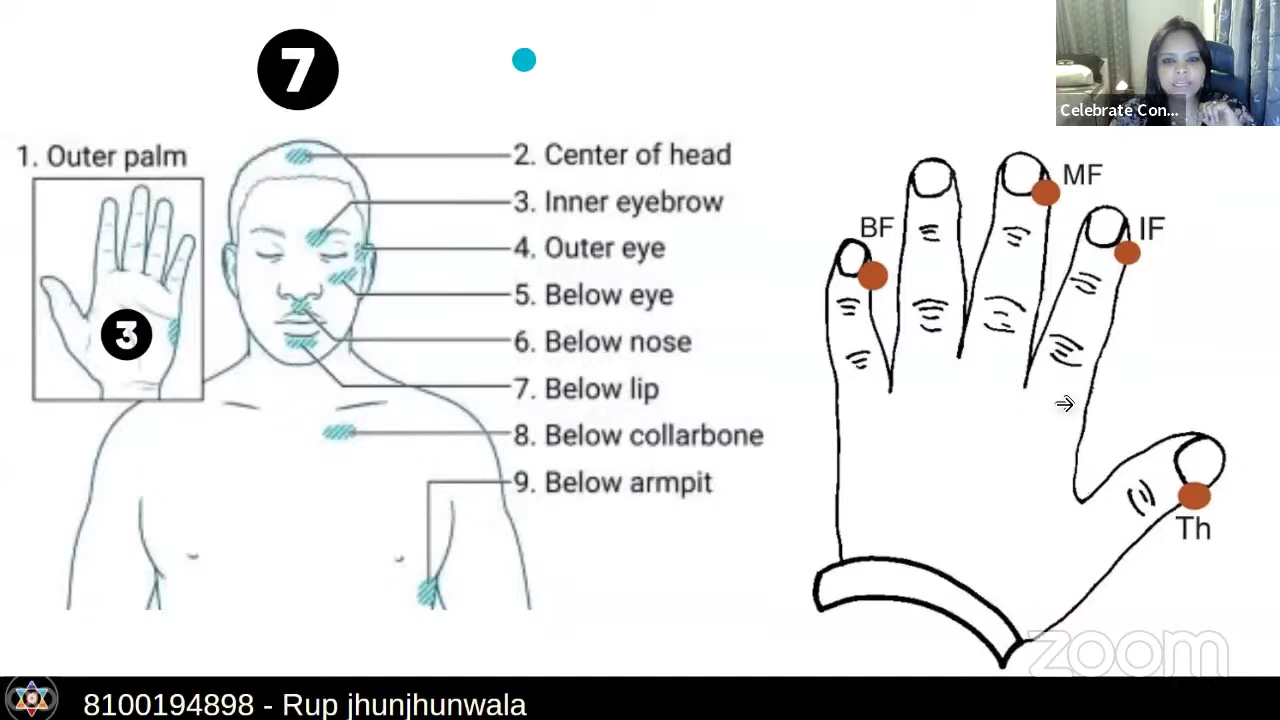 7
Celebrate Con...
1. Outer palm
3
2. Center of head
3. Inner eyebrow
4. Outer eye
5. Below eye
6. Below nose
7. Below lip
8. Below collarbone
9. Below armpit
MF
BF
IF
Th
zoom
8100194898 - Rup jhunjhunwala